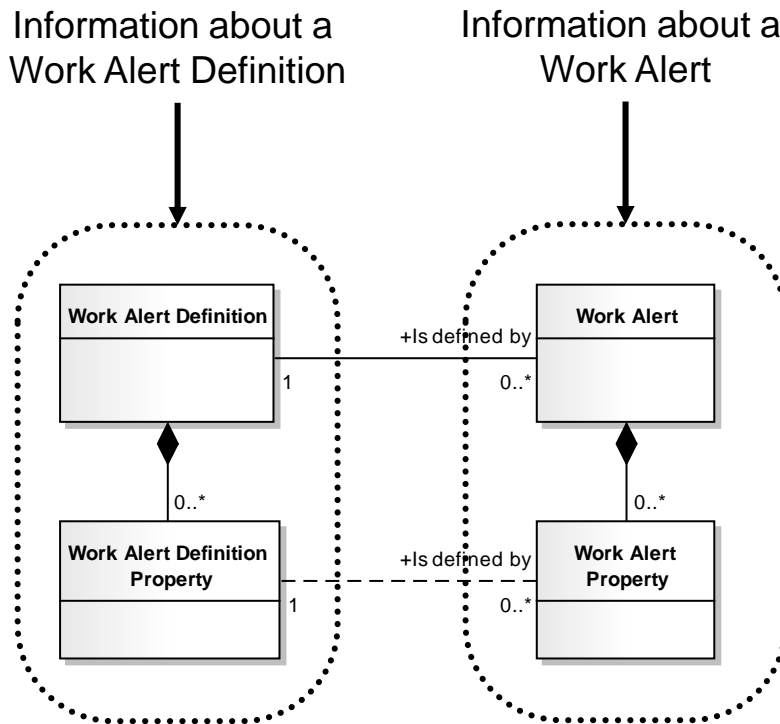 Information about a
Work Alert Definition
Information about a
Work Alert
Work Alert Definition
+Is defined by
Work Alert
1
0..*
0..*
0..*
Work Alert Definition
Property
+Is defined by
Work Alert
Property
1
0..*